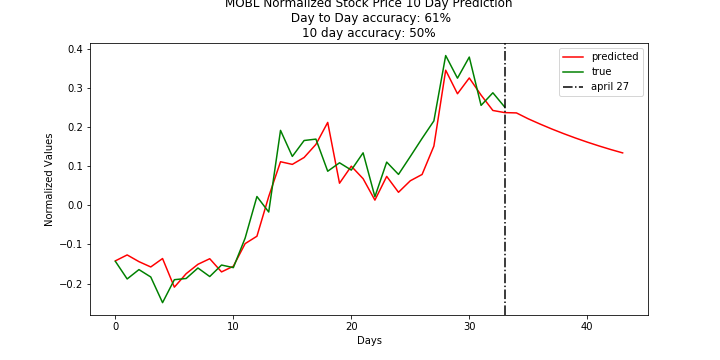 MOBL Normalized Stock Price 10 Day Prediction
Day to Day accuracy: 61%
10 day accuracy: 50%
0.4
0.3
0.2
0.1
0.0
−0.1
−0.2
Normalized Values
predicted
true
april 27
0
10
20
30
40
Days